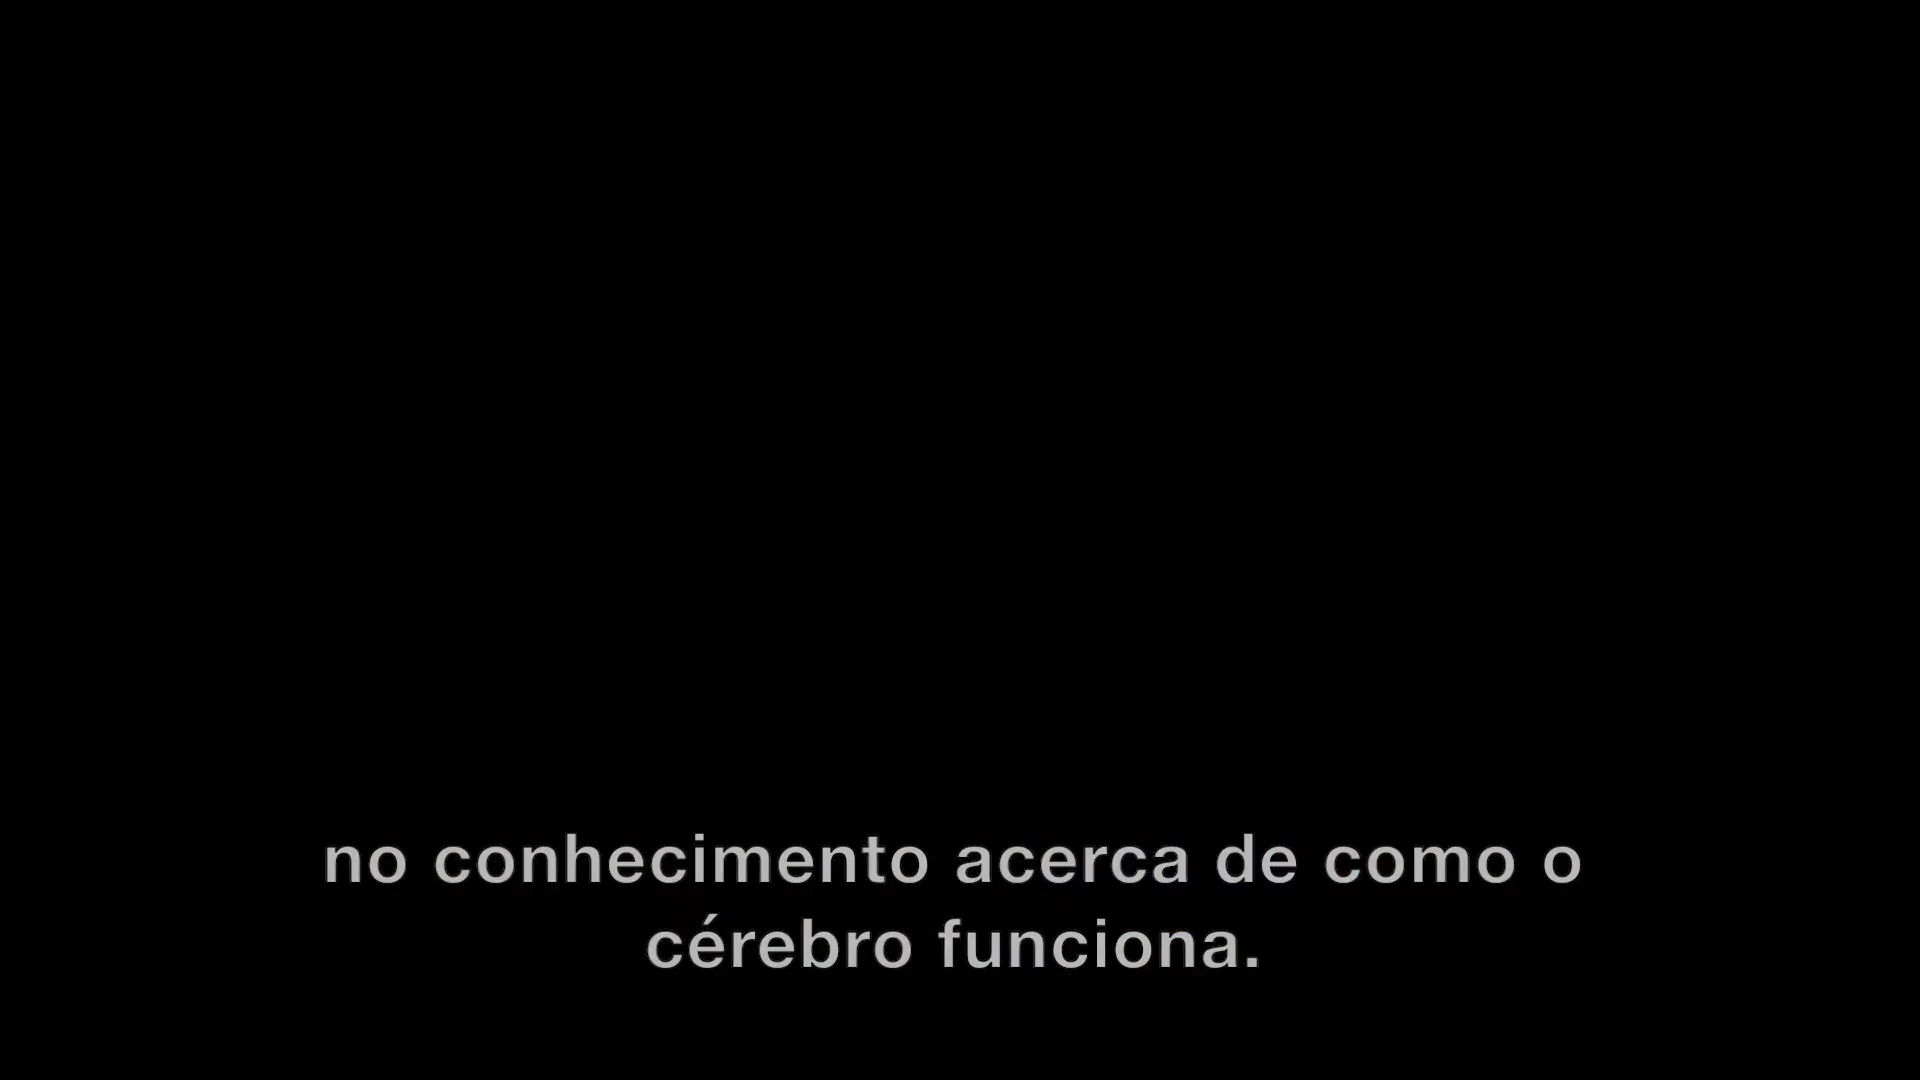 no conhecimento acerca de como o
cérebro funciona.